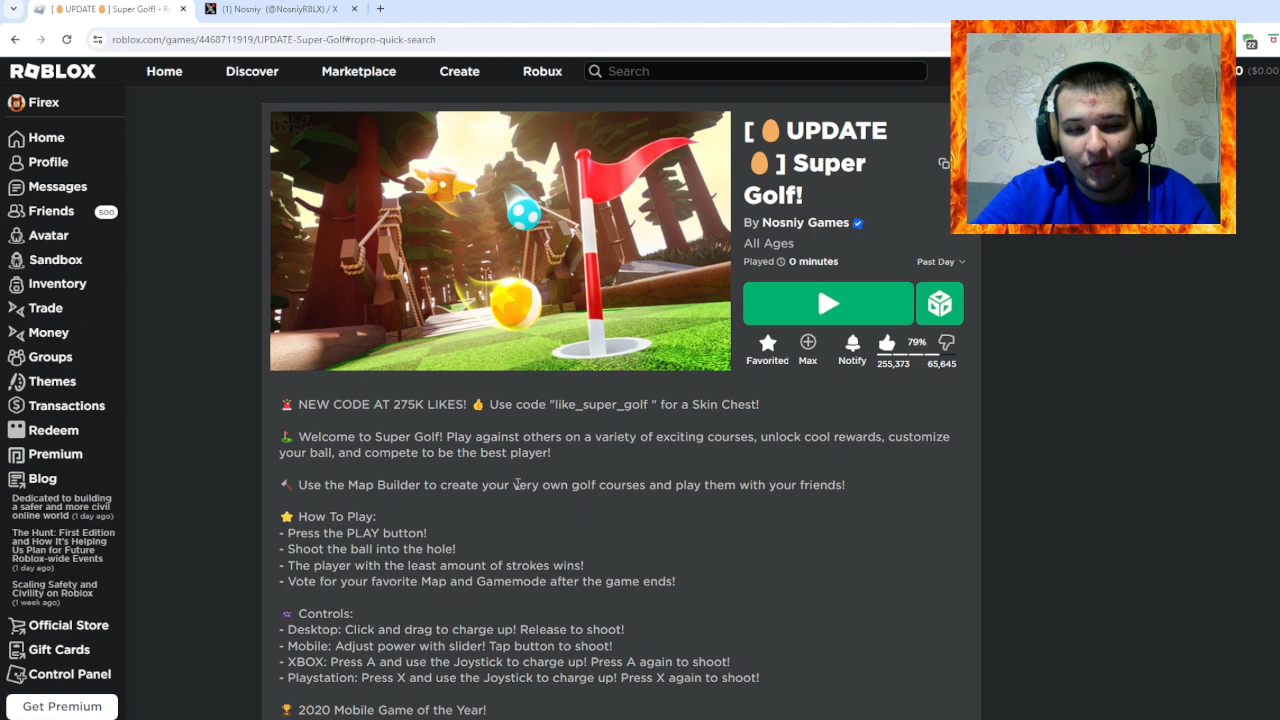 [ 🥚 UPDATE 🥚 ] Super Golf! - R
(1) Nosniy (@NosniyRBLX) / X
roblox.com/games/4468711919/UPDATE-Super-Golf#ropro-quick-search
22
ROBLOX
Home
Discover
Marketplace
Create
Robux
Search
0 ($0.00
Firex
Home
Profile
Messages
Friends
500
Avatar
Sandbox
Inventory
Trade
Money
Groups
Themes
Transactions
Redeem
Premium
Blog
Dedicated to building
a safer and more civil
online world (1 day ago)
The Hunt: First Edition
and How It's Helping
Us Plan for Future
Roblox-wide Events
(1 day ago)
Scaling Safety and
Civility on Roblox
(1 week ago)
Official Store
Gift Cards
Control Panel
Get Premium
[ 🥚 UPDATE
🥚 ] Super
Golf!
By Nosniy Games
All Ages
Played 0 minutes
Past Day
Favorited
Max
Notify
79%
255,373
65,645
🚨 NEW CODE AT 275K LIKES! 👍 Use code "like_super_golf " for a Skin Chest!
⛳ Welcome to Super Golf! Play against others on a variety of exciting courses, unlock cool rewards, customize
your ball, and compete to be the best player!
🔨 Use the Map Builder to create your very own golf courses and play them with your friends!
⭐ How To Play:
- Press the PLAY button!
- Shoot the ball into the hole!
- The player with the least amount of strokes wins!
- Vote for your favorite Map and Gamemode after the game ends!
👾 Controls:
- Desktop: Click and drag to charge up! Release to shoot!
- Mobile: Adjust power with slider! Tap button to shoot!
- XBOX: Press A and use the Joystick to charge up! Press A again to shoot!
- Playstation: Press X and use the Joystick to charge up! Press X again to shoot!
🏆 2020 Mobile Game of the Year!